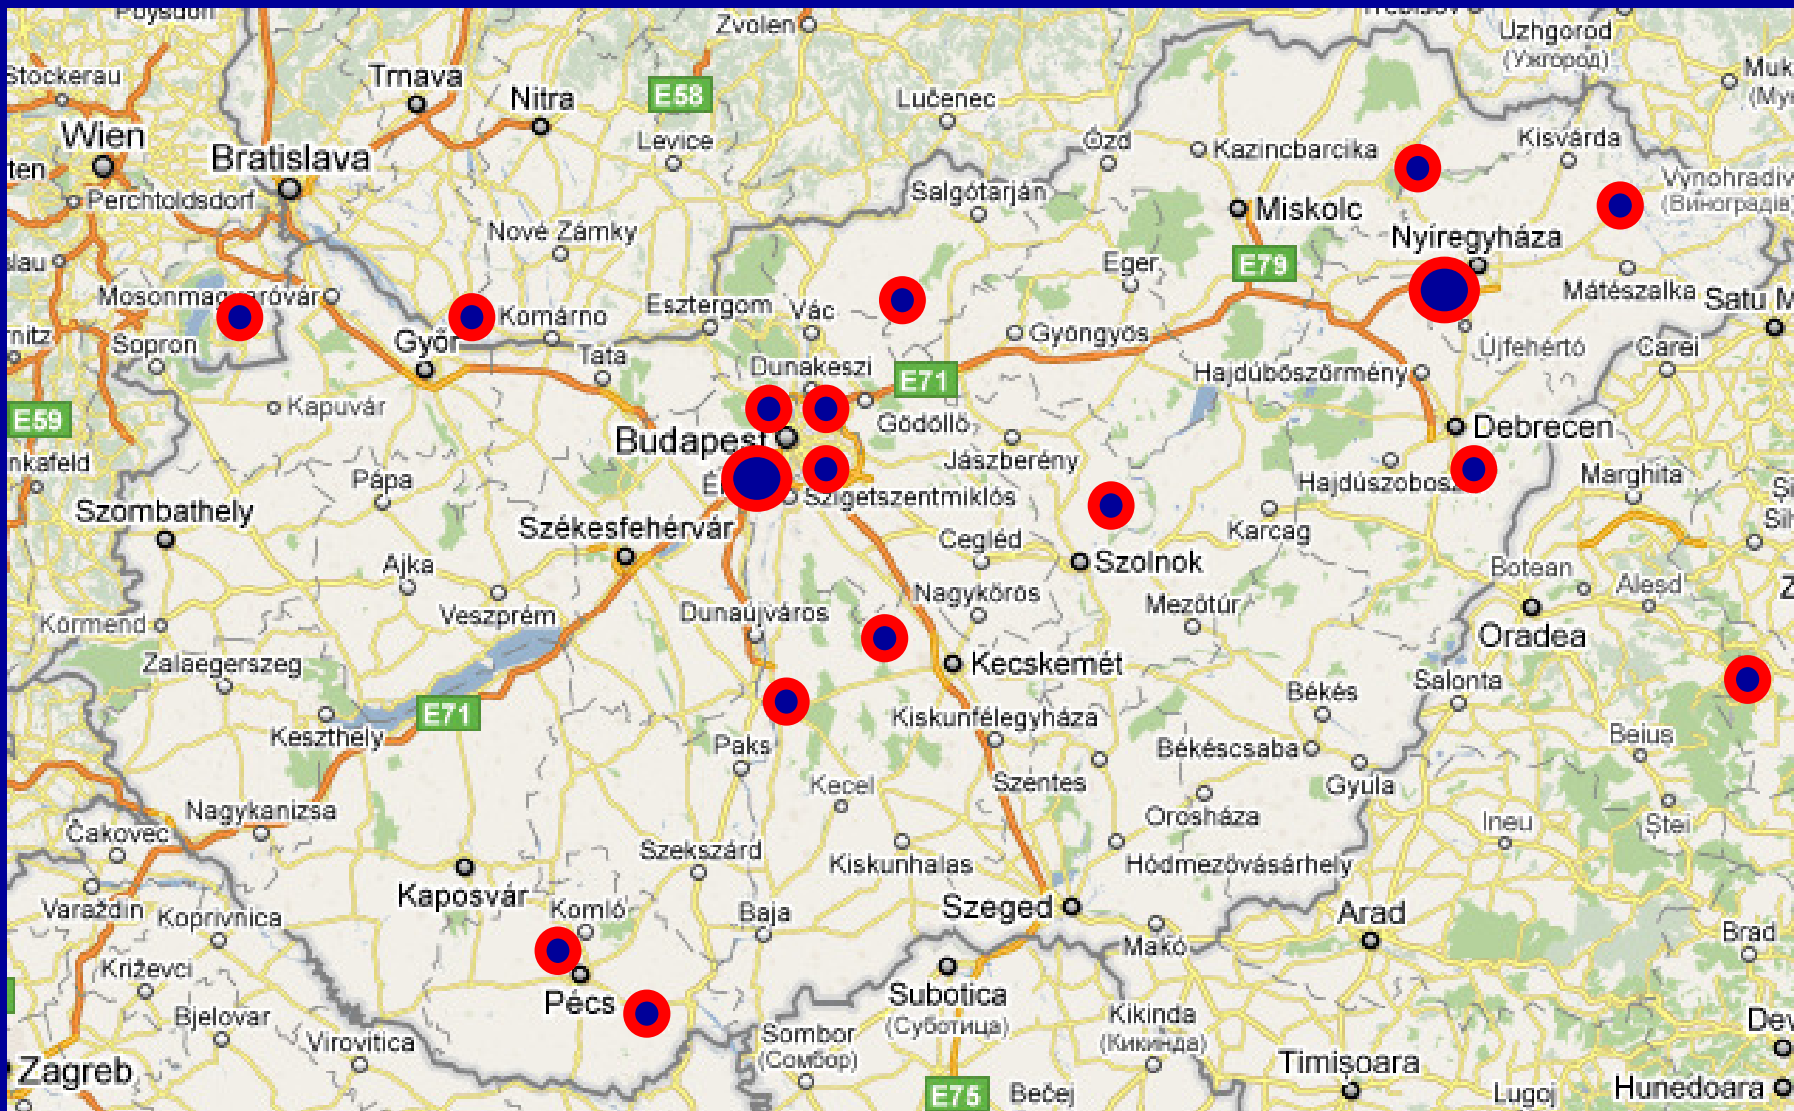 Zvolen
Uzhgorod
(Ужгород)
Stockerau
Trnava
E58
Nitra
Lučenec
Wien
Levice
Ózd
Kazincbarcika
Kisvárda
Bratislava
Perchtoldsdorf
Salgótarján
Vynohradiv
(Виноградів)
Miskolc
Nové Zámky
Nyíregyháza
Eger
E79
Esztergom
Vác
Mátészalka
Komárno
Győr
Gyöngyös
Újfehértó
Carei
Sopron
Tata
Dunakeszi
E71
Hajdúböszörmény
Kapuvár
E59
Gödöllő
Debrecen
Budapest
Jászberény
Pápa
Szigetszentmiklós
Marghita
Szombathely
Székesfehérvár
Karcag
Cegléd
Szolnok
Ajka
Botean
Alesd
Nagykőrös
Veszprém
Dunaújváros
Mezőtúr
Körmend
Oradea
Zalaegerszeg
Kecskemét
Salonta
Békés
E71
Kiskunfélegyháza
Keszthely
Paks
Békéscsaba
Beiuş
Kecel
Szentes
Gyula
Nagykanizsa
Orosháza
Ineu
Ştei
Čakovec
Szekszárd
Kiskunhalas
Hódmezővásárhely
Kaposvár
Komló
Baja
Szeged
Arad
Varaždin
Koprivnica
Makó
Brad
Križevci
Pécs
Subotica
(Суботица)
Kikinda
(Кикинда)
Bjelovar
Virovitica
Sombor
(Сомбор)
Zagreb
Timişoara
E75
Bečej
Lugoj
Hunedoara